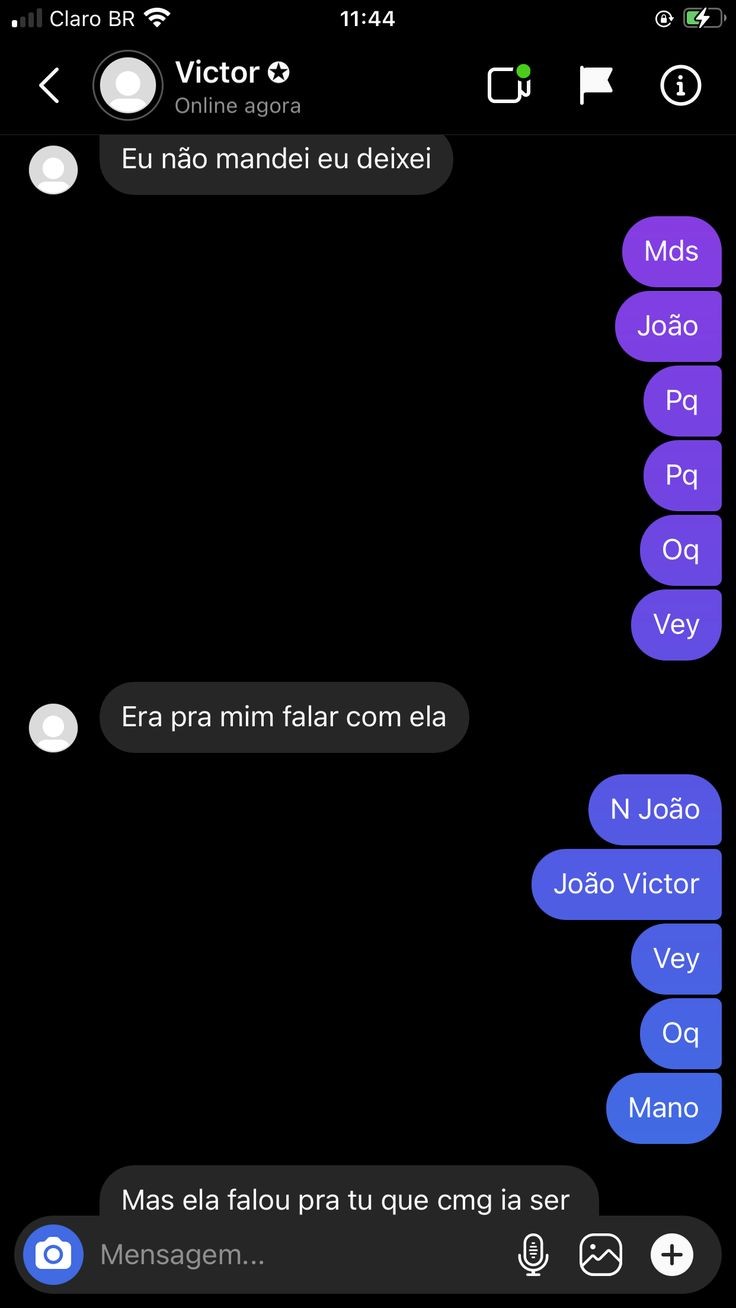 Claro BR
11:44
Victor
Online agora
Eu não mandei eu deixei
Mds
João
Pq
Pq
Oq
Vey
Era pra mim falar com ela
N João
João Victor
Vey
Oq
Mano
Mas ela falou pra tu que cmg ia ser
Mensagem...